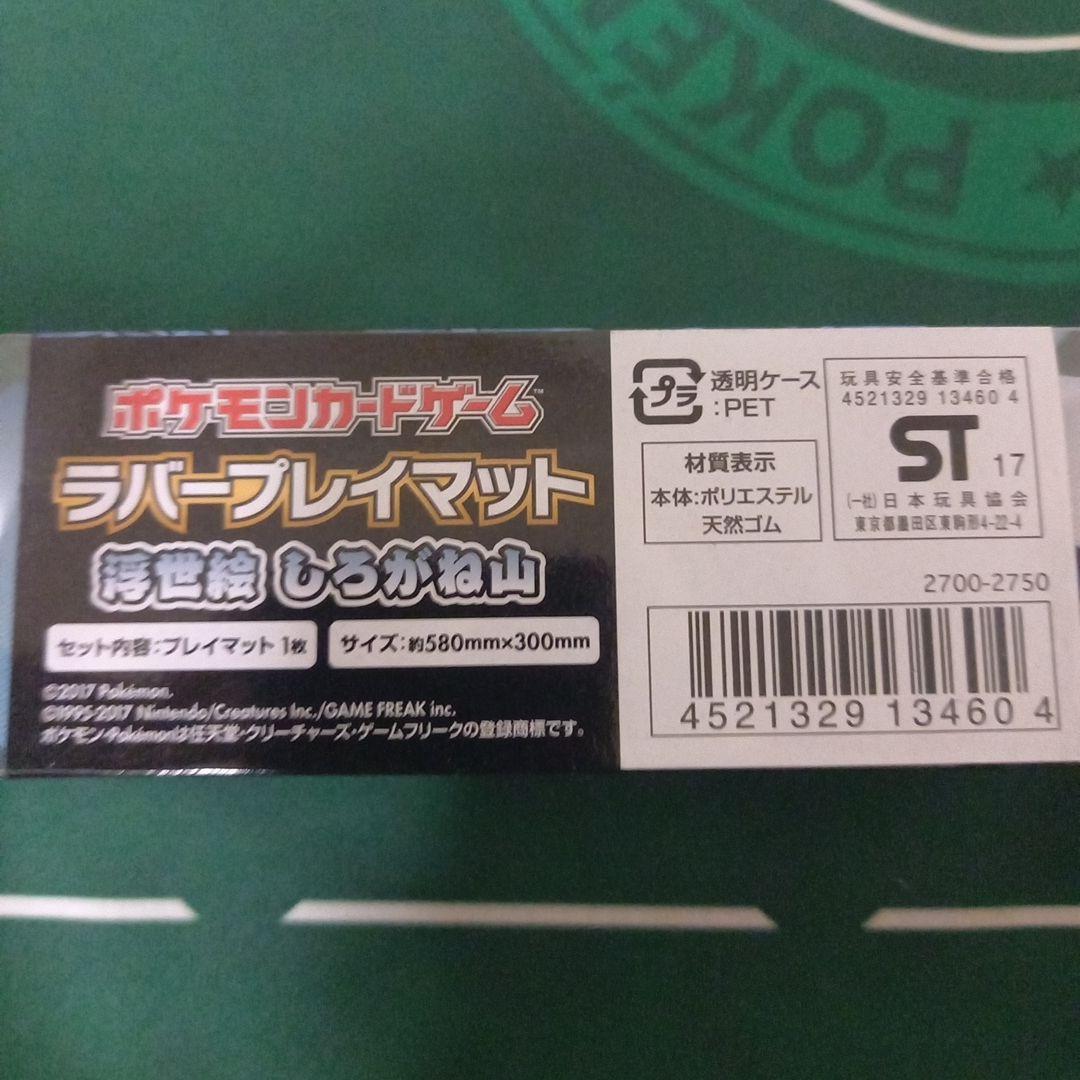 POKE
ポケモンカードゲーム™
ラバープレイマット
浮世絵 しろがね山
セット内容:プレイマット 1枚
サイズ:約580mm×300mm
©2017 Pokémon.
©1995-2017 Nintendo/Creatures Inc./GAME FREAK inc.
ポケモン・Pokémonは任天堂・クリーチャーズ・ゲームフリークの登録商標です。
プラ
透明ケース
:PET
材質表示
本体:ポリエステル
天然ゴム
玩具安全基準合格
4521329 13460 4
ST 17
(一社)日本玩具協会
東京都墨田区東駒形4-22-4
2700-2750
4521329 134604